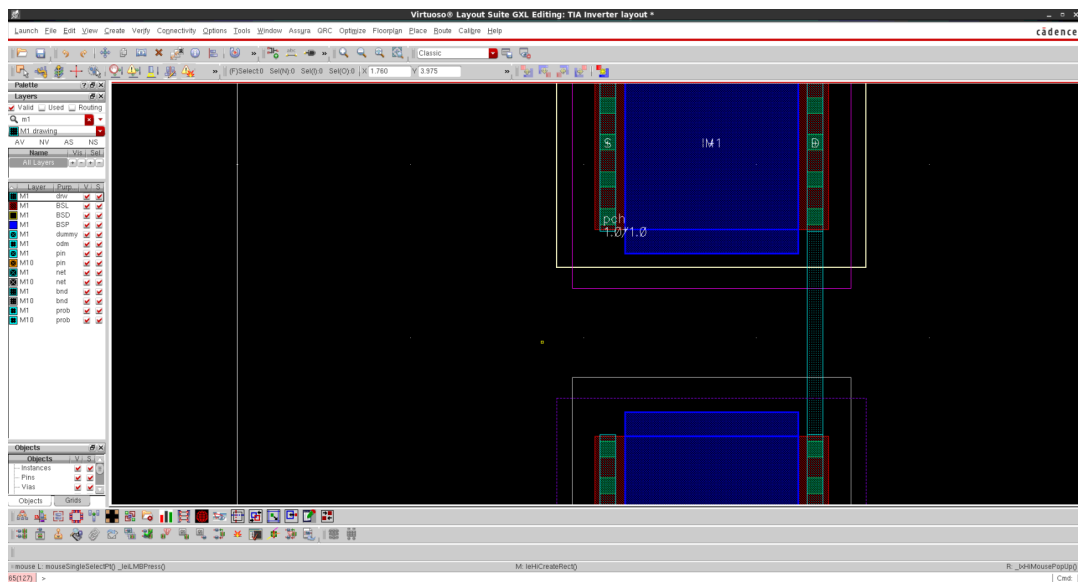 Virtuoso® Layout Suite GXL Editing: TIA Inverter layout *
Launch File Edit View Create Verify Connectivity Options Tools Window Assura QRC Optimize Floorplan Place Route Calibre Help
cādence
Classic
(F)Select:0 Sel(N):0 Sel(I):0 Sel(O):0 X 1.760 Y 3.975
Palette
Layers
Valid Used Routing
m1
M1 drawing
AV NV AS NS
Name Vis Sel
All Layers
Layer Purp V S
M1 drw
M1 BSL
M1 BSD
M1 BSP
M1 dummy
M1 odm
M1 pin
M10 pin
M1 net
M10 net
M1 bnd
M10 bnd
M1 prob
M10 prob
S IM1 D
pch
1.0/1.0
Objects
Objects V S
Instances
Pins
Vias
Objects Grids
mouse L: mouseSingleSelectPt() _leiLMBPress()
M: leHiCreateRect()
R: _lxHiMousePopUp()
65(127) >
Cmd: